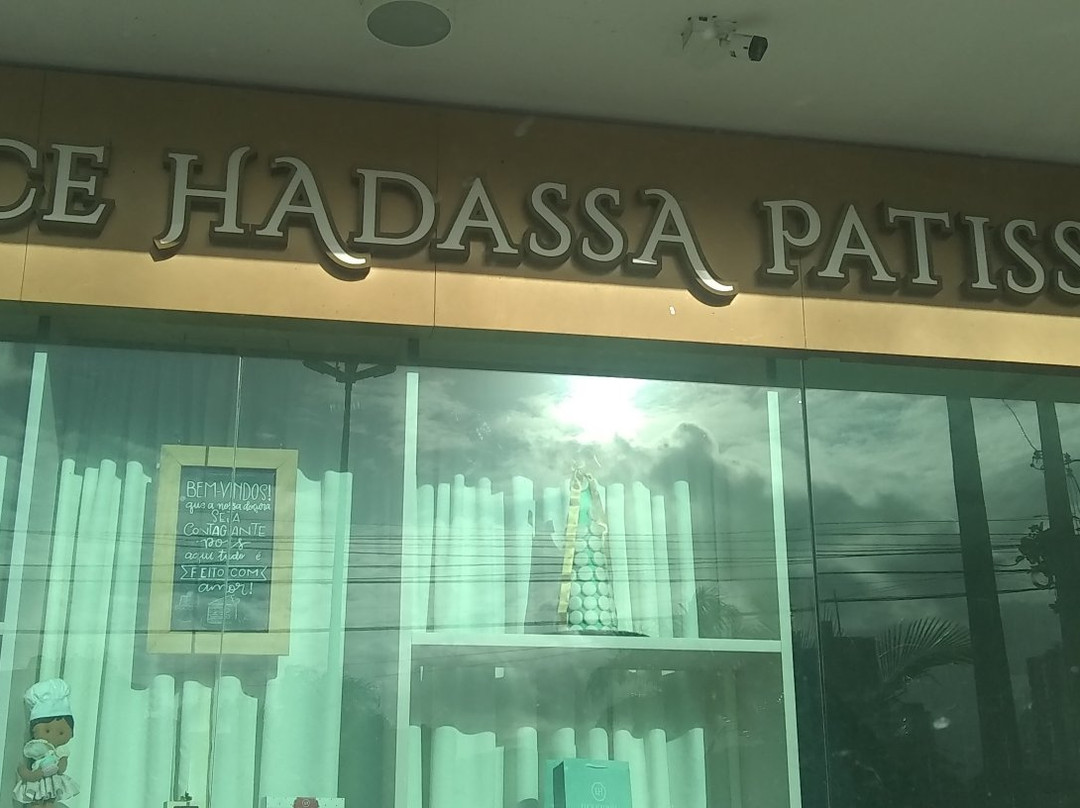 CE HADASSA PATISS
BEM-VINDOS!
que a nossa doçura
SEJA
CONTAGIANTE
pois
aqui tudo é
FEITO COM
amor!